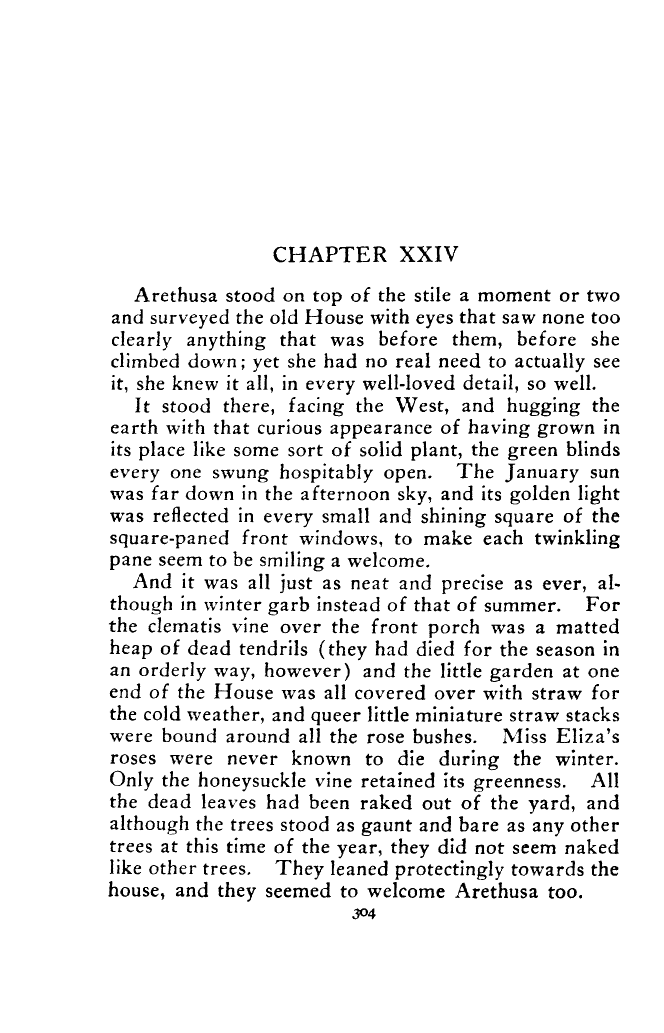 CHAPTER XXIV
Arethusa stood on top of the stile a moment or two
and surveyed the old House with eyes that saw none too
clearly anything that was before them, before she
climbed down; yet she had no real need to actually see
it, she knew it all, in every well-loved detail, so well.
It stood there, facing the West, and hugging the
earth with that curious appearance of having grown in
its place like some sort of solid plant, the green blinds
every one swung hospitably open. The January sun
was far down in the afternoon sky, and its golden light
was reflected in every small and shining square of the
square-paned front windows, to make each twinkling
pane seem to be smiling a welcome.
And it was all just as neat and precise as ever, al-
though in winter garb instead of that of summer. For
the clematis vine over the front porch was a matted
heap of dead tendrils (they had died for the season in
an orderly way, however) and the little garden at one
end of the House was all covered over with straw for
the cold weather, and queer little miniature straw stacks
were bound around all the rose bushes. Miss Eliza's
roses were never known to die during the winter.
Only the honeysuckle vine retained its greenness. All
the dead leaves had been raked out of the yard, and
although the trees stood as gaunt and bare as any other
trees at this time of the year, they did not seem naked
like other trees. They leaned protectingly towards the
house, and they seemed to welcome Arethusa too.
304